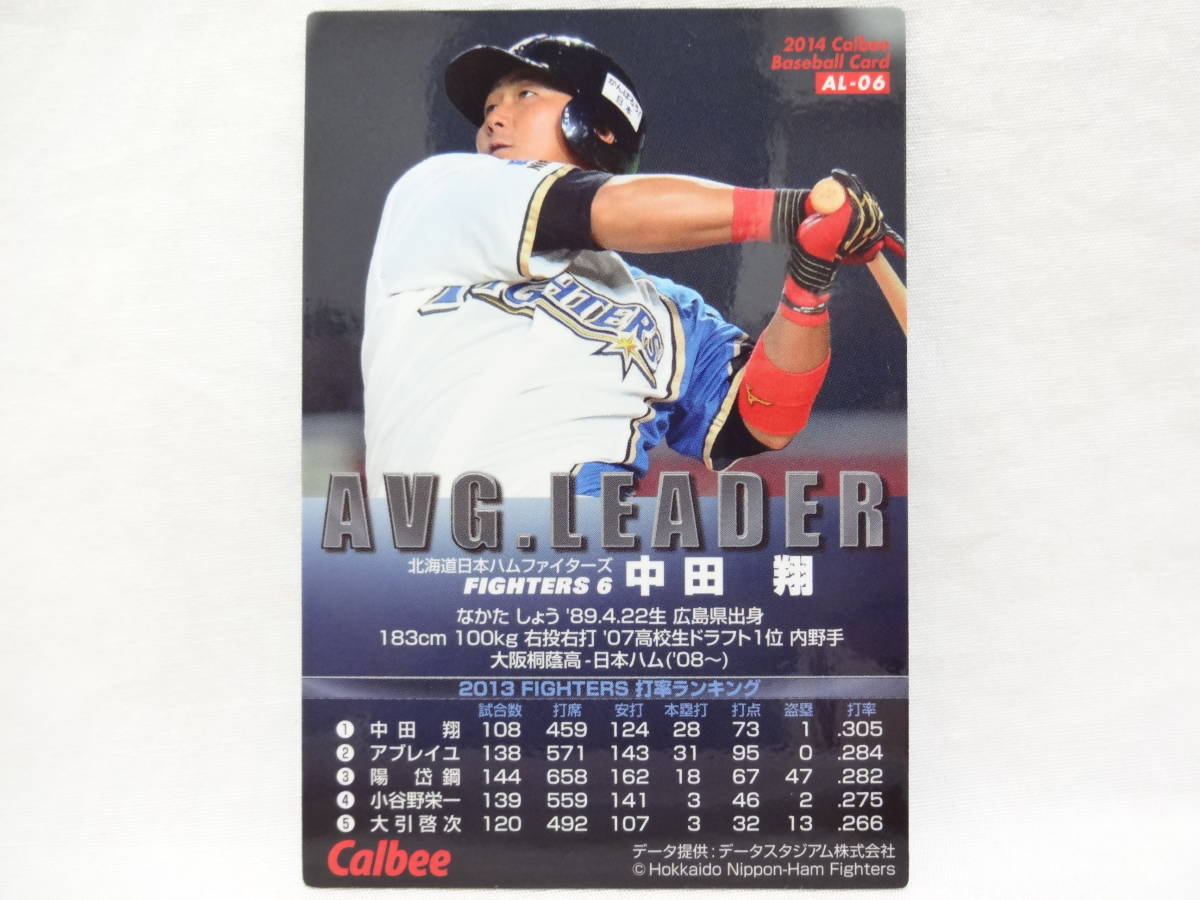 2014 Calbee
Baseball Card
AL-06
がんばろう!
日本
FIGHTERS
AVG.LEADER
北海道日本ハムファイターズ
FIGHTERS 6 中田 翔
なかた しょう '89.4.22生 広島県出身
183cm 100kg 右投右打 '07高校生ドラフト1位 内野手
大阪桐蔭高-日本ハム('08〜)
2013 FIGHTERS 打率ランキング
試合数 打席 安打 本塁打 打点 盗塁 打率
1 中田 翔 108 459 124 28 73 1 .305
2 アブレイユ 138 571 143 31 95 0 .284
3 陽 岱鋼 144 658 162 18 67 47 .282
4 小谷野栄一 139 559 141 3 46 2 .275
5 大引啓次 120 492 107 3 32 13 .266
Calbee
データ提供:データスタジアム株式会社
© Hokkaido Nippon-Ham Fighters